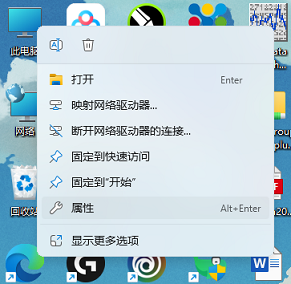 此电脑
打开 Enter
映射网络驱动器...
断开网络驱动器的连接...
网络
固定到快速访问
固定到“开始”
回收站
属性 Alt+Enter
显示更多选项
W